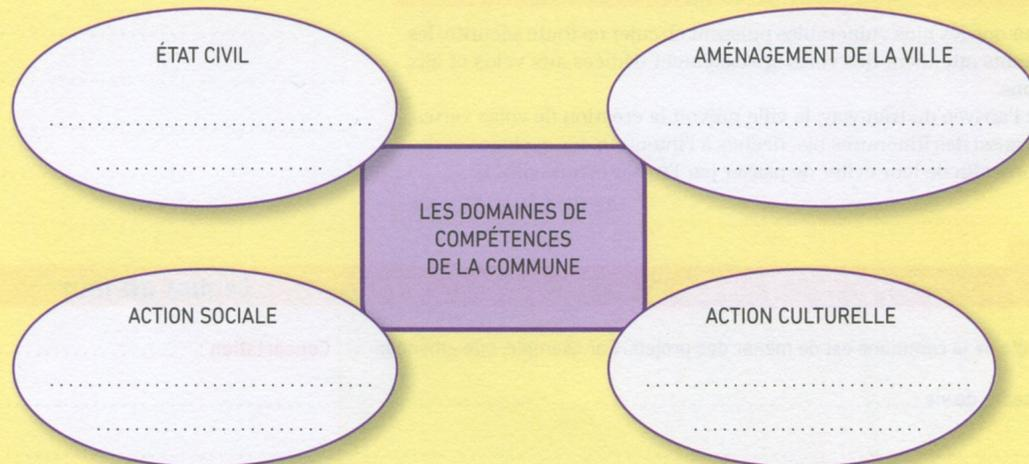 ÉTAT CIVIL
AMÉNAGEMENT DE LA VILLE
LES DOMAINES DE
COMPÉTENCES
DE LA COMMUNE
ACTION SOCIALE
ACTION CULTURELLE